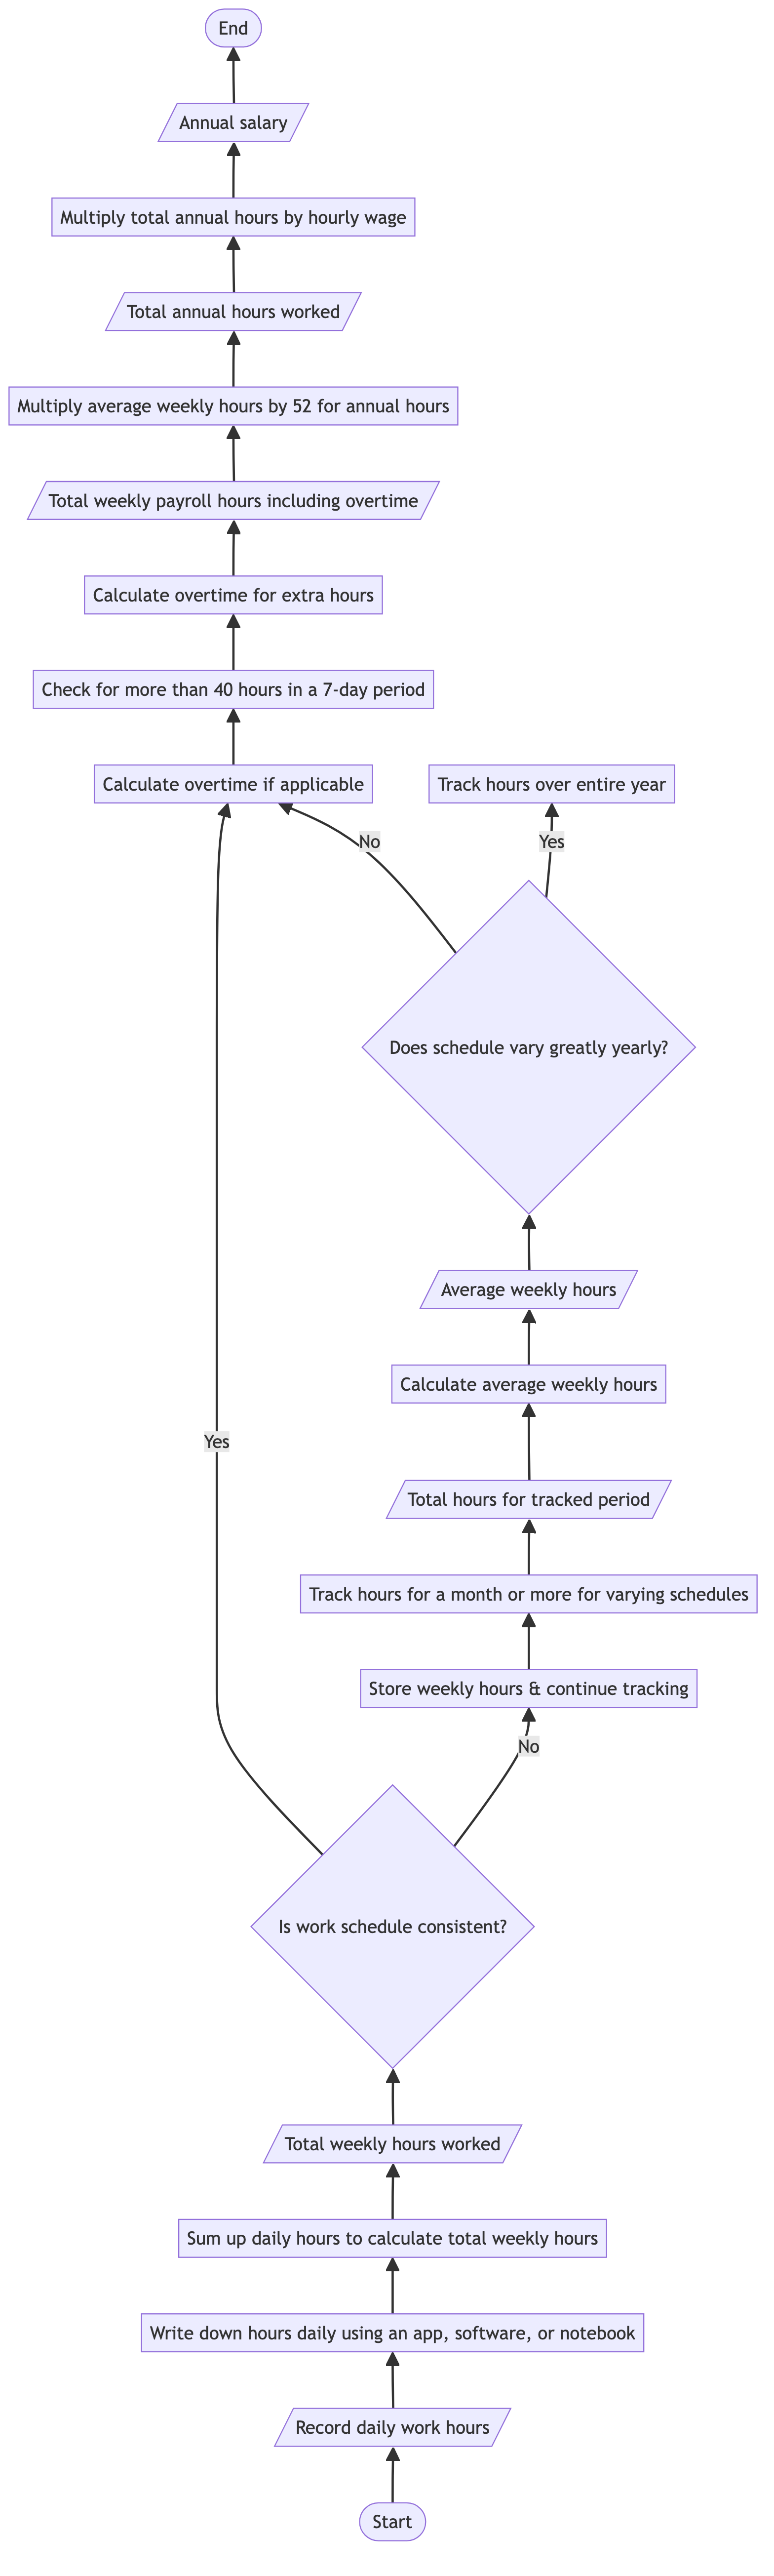 End
Annual salary
Multiply total annual hours by hourly wage
Total annual hours worked
Multiply average weekly hours by 52 for annual hours
Total weekly payroll hours including overtime
Calculate overtime for extra hours
Check for more than 40 hours in a 7-day period
Calculate overtime if applicable
Track hours over entire year
No
Yes
Does schedule vary greatly yearly?
Average weekly hours
Calculate average weekly hours
Yes
Total hours for tracked period
Track hours for a month or more for varying schedules
Store weekly hours & continue tracking
No
Is work schedule consistent?
Total weekly hours worked
Sum up daily hours to calculate total weekly hours
Write down hours daily using an app, software, or notebook
Record daily work hours
Start